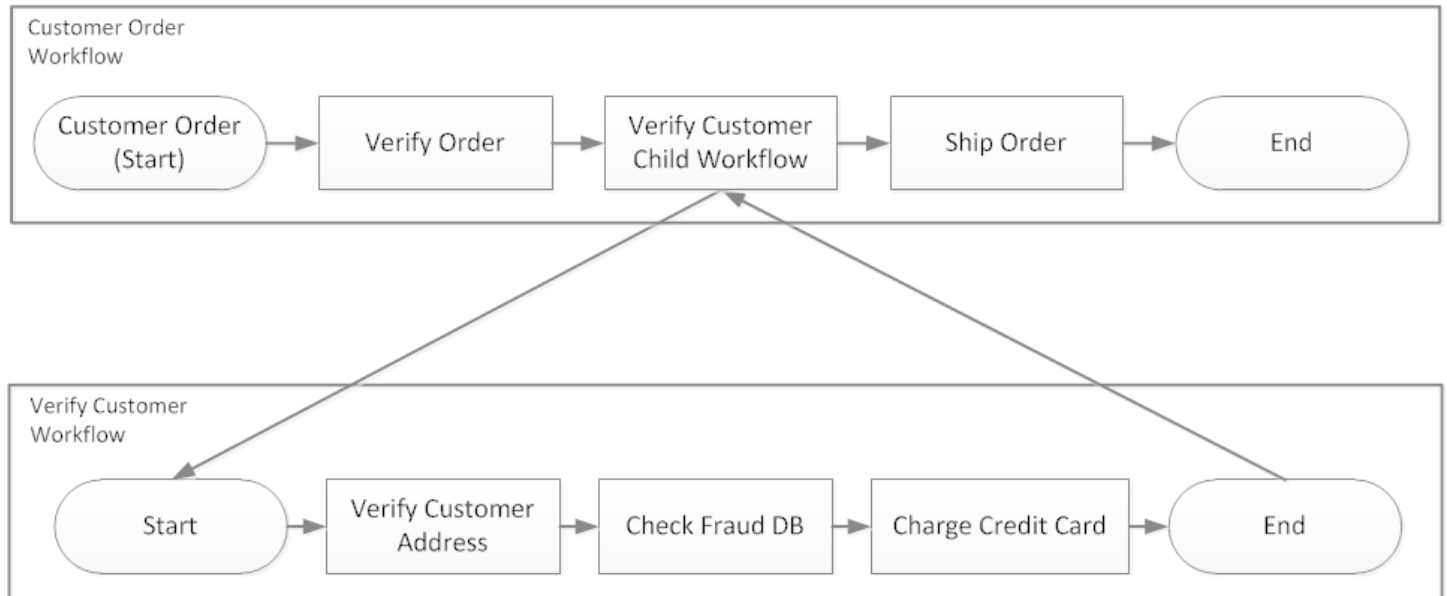 Customer Order
Workflow
Customer Order
(Start)
Verify Order
Verify Customer
Child Workflow
Ship Order
End
Verify Customer
Workflow
Start
Verify Customer
Address
Check Fraud DB
Charge Credit Card
End